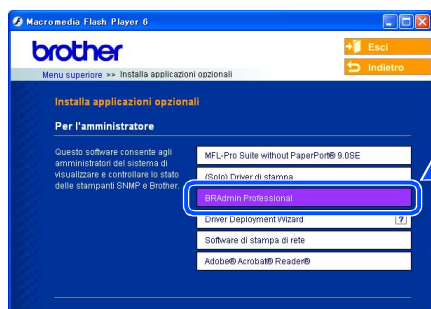 Macromedia Flash Player 6
brother
Esci
Indietro
Menu superiore >> Installa applicazioni opzionali
Installa applicazioni opzionali
Per l'amministratore
Questo software consente agli
amministratori del sistema di
visualizzare e controllare lo stato
delle stampanti SNMP e Brother.
MFL-Pro Suite without PaperPort® 9.0SE
(Solo) Driver di stampa
BRAdmin Professional
Driver Deployment Wizard
?
Software di stampa di rete
Adobe® Acrobat® Reader®